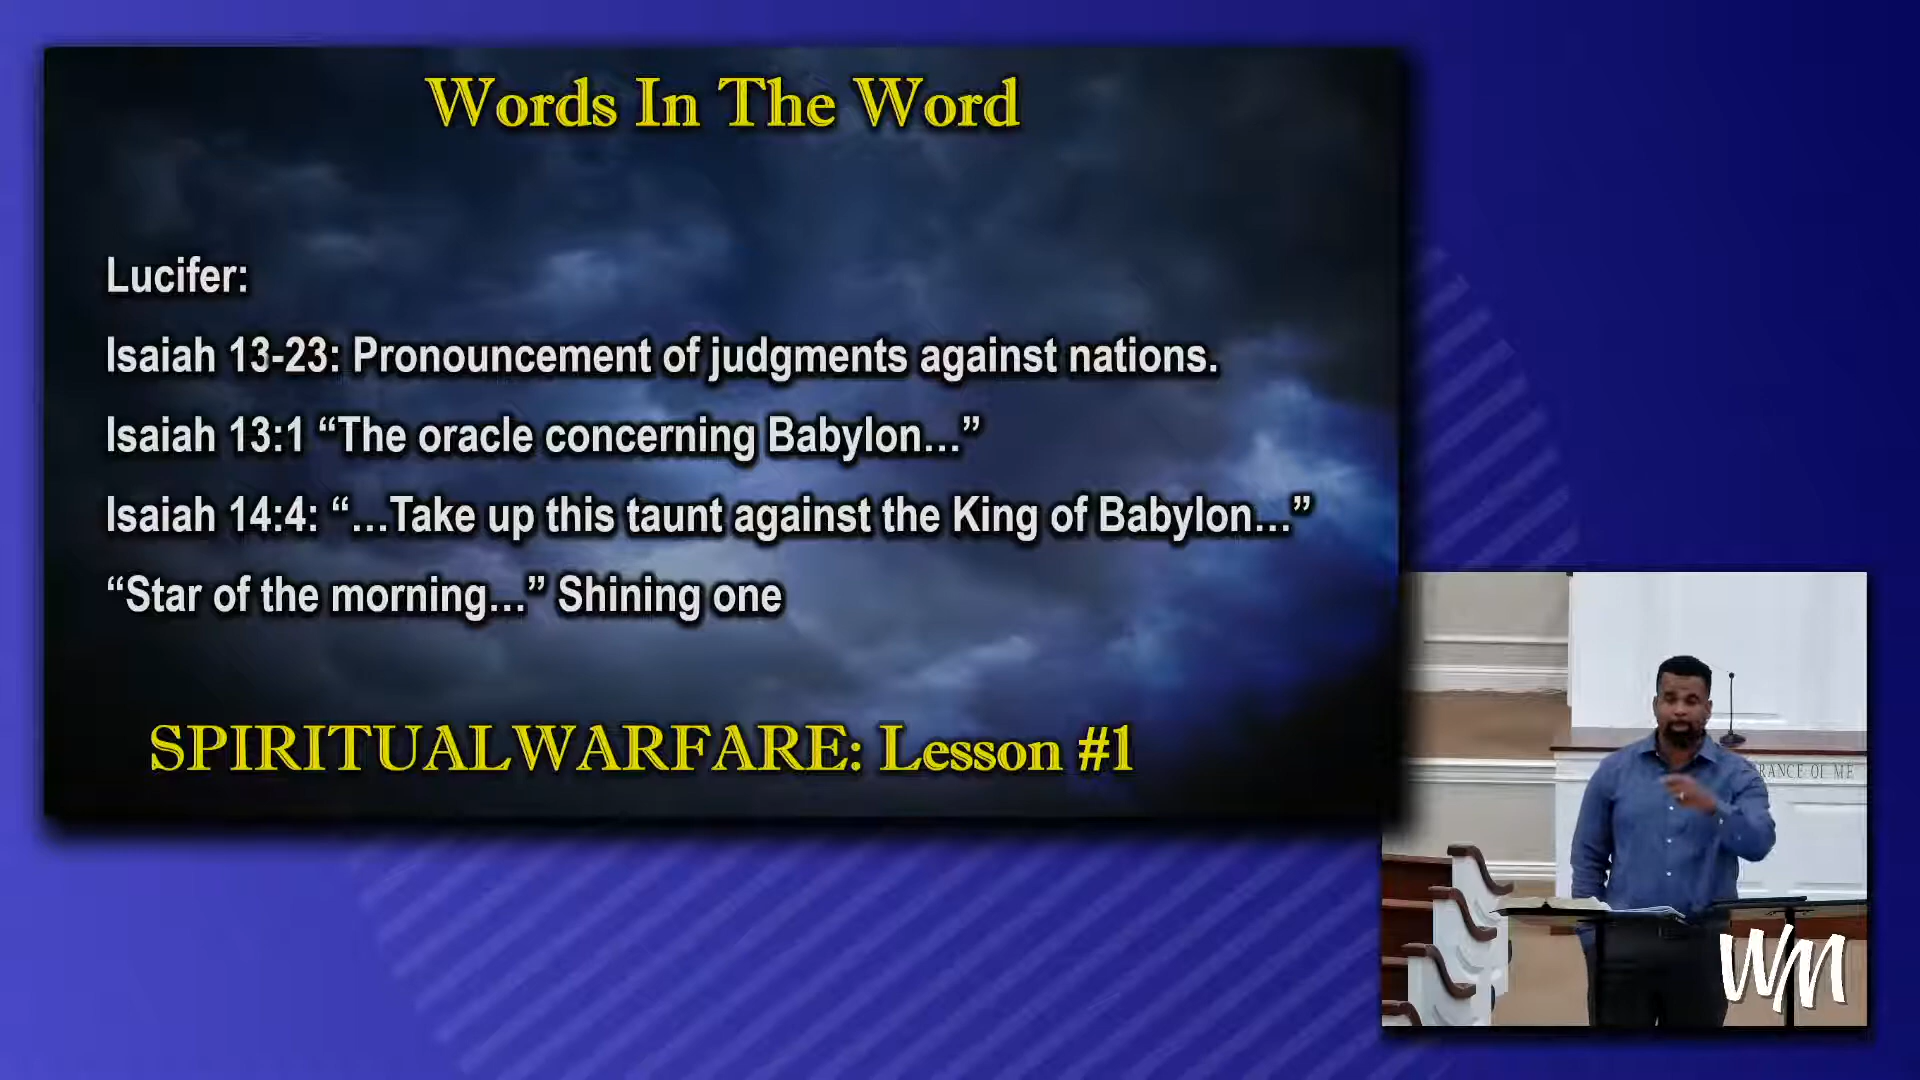 Words In The Word
Lucifer:
Isaiah 13-23: Pronouncement of judgments against nations.
Isaiah 13:1 “The oracle concerning Babylon…”
Isaiah 14:4: “…Take up this taunt against the King of Babylon…”
“Star of the morning…” Shining one
SPIRITUAL WARFARE: Lesson #1
RANCE OF ME
WM